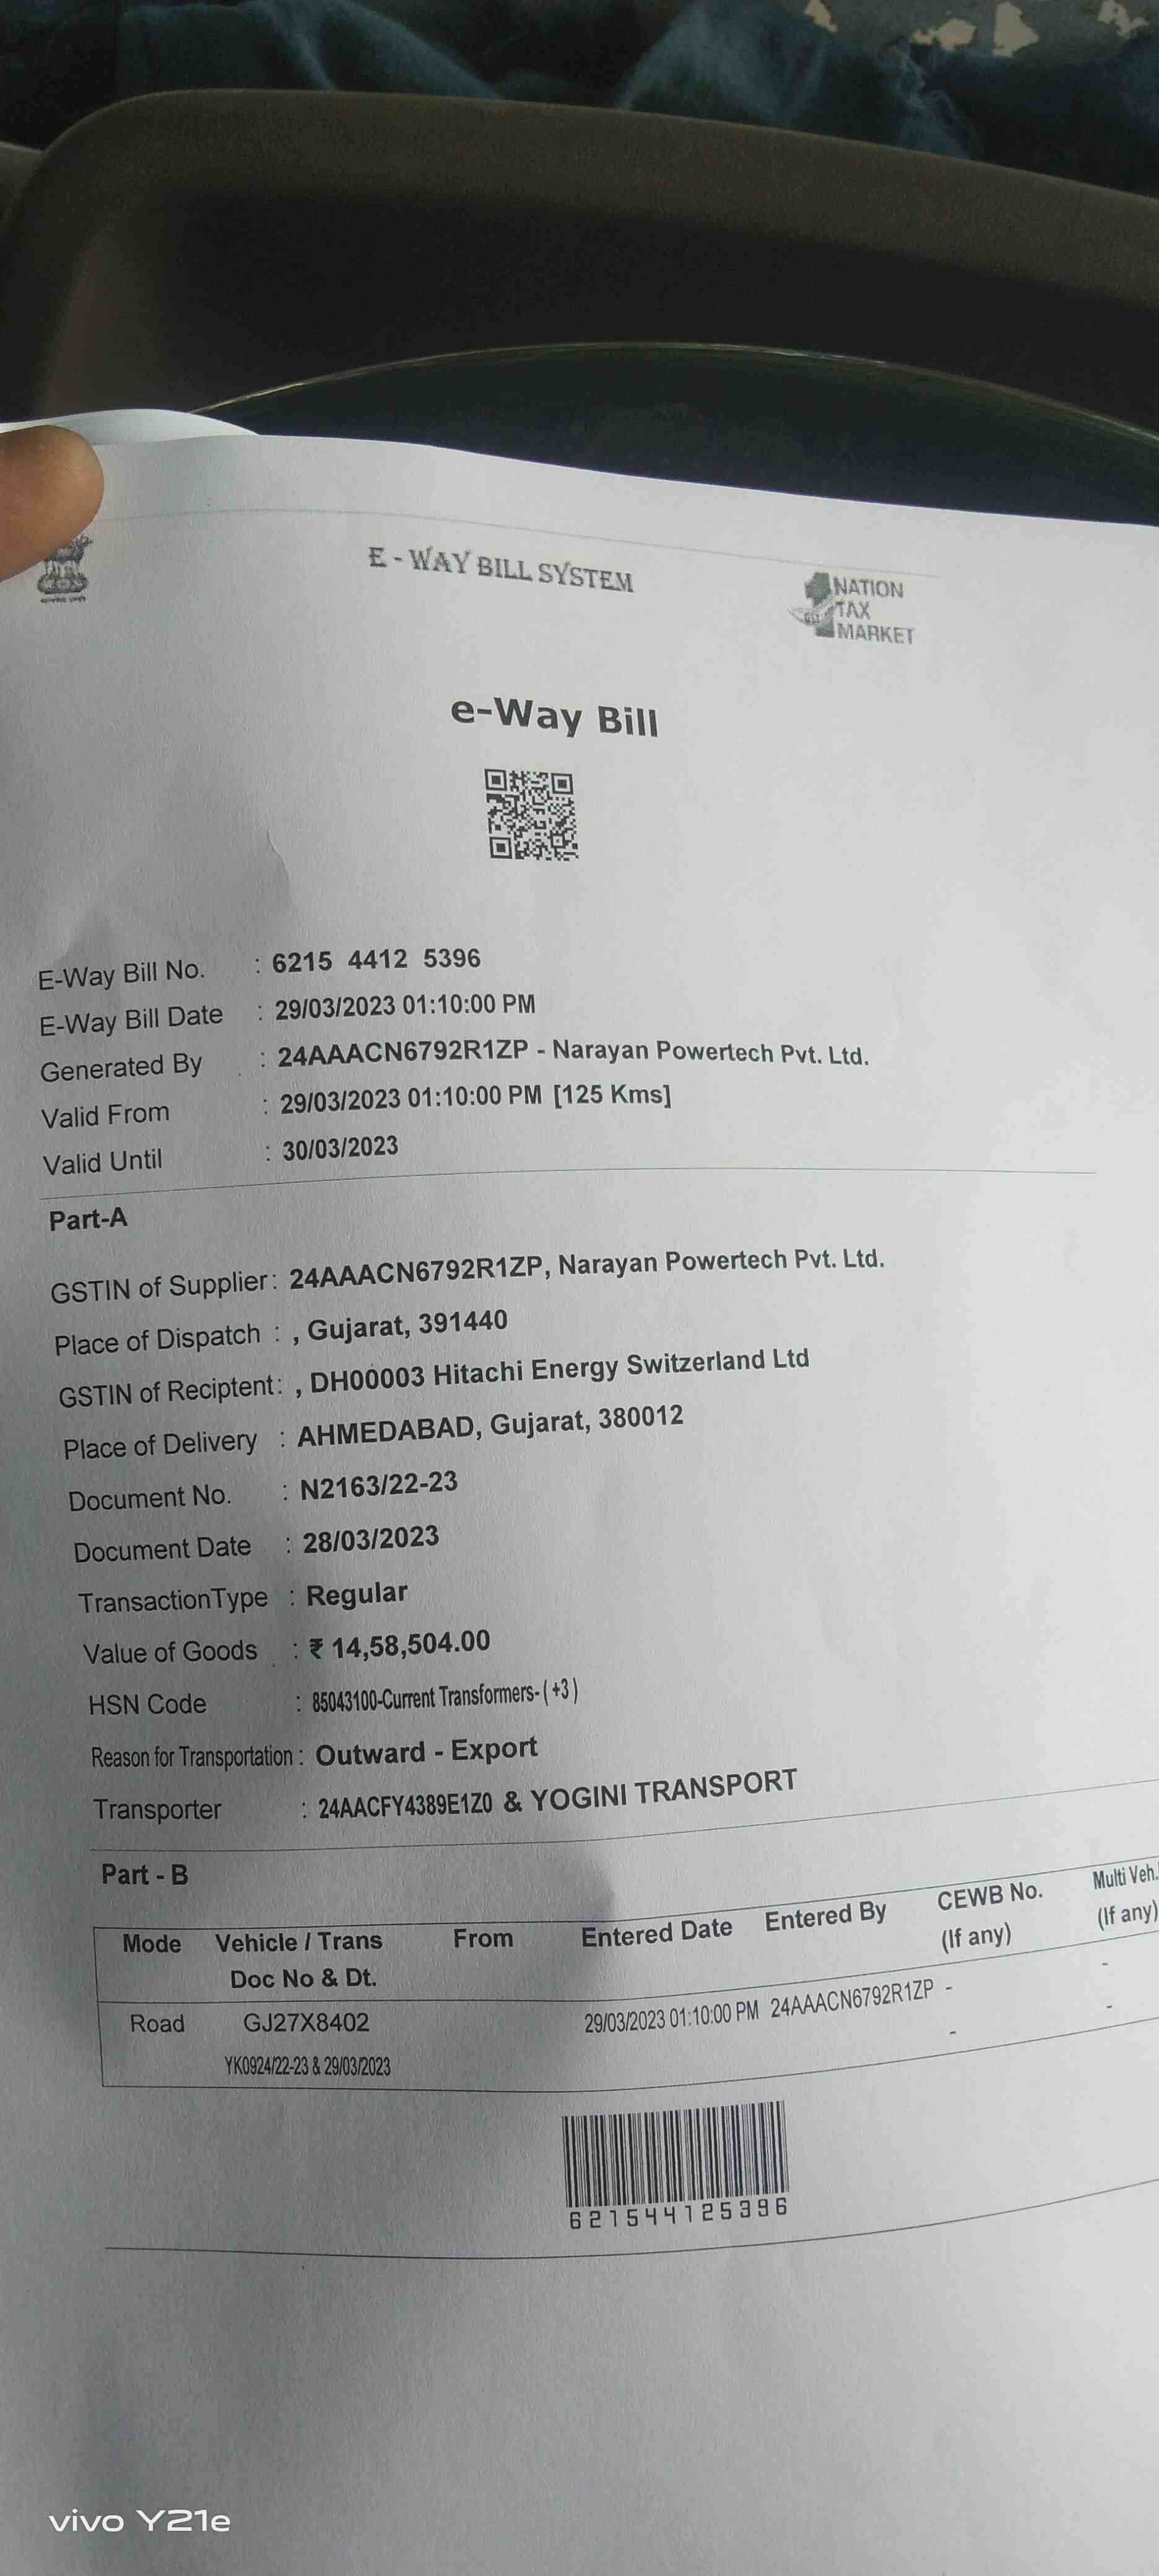 E - WAY BILL SYSTEM
NATION
TAX
MARKET
e-Way Bill
E-Way Bill No. : 6215 4412 5396
E-Way Bill Date : 29/03/2023 01:10:00 PM
Generated By : 24AAACN6792R1ZP - Narayan Powertech Pvt. Ltd.
Valid From : 29/03/2023 01:10:00 PM [125 Kms]
Valid Until : 30/03/2023
Part-A
GSTIN of Supplier : 24AAACN6792R1ZP, Narayan Powertech Pvt. Ltd.
Place of Dispatch : , Gujarat, 391440
GSTIN of Reciptent : , DH00003 Hitachi Energy Switzerland Ltd
Place of Delivery : AHMEDABAD, Gujarat, 380012
Document No. : N2163/22-23
Document Date : 28/03/2023
TransactionType : Regular
Value of Goods : ₹ 14,58,504.00
HSN Code : 85043100-Current Transformers- ( +3 )
Reason for Transportation : Outward - Export
Transporter : 24AACFY4389E1Z0 & YOGINI TRANSPORT
Part - B
Mode Vehicle / Trans Doc No & Dt. From Entered Date Entered By CEWB No. (If any) Multi Veh. (If any)
Road GJ27X8402 29/03/2023 01:10:00 PM 24AAACN6792R1ZP - -
YK0924/22-23 & 29/03/2023 - -
621544125396
vivo Y21e